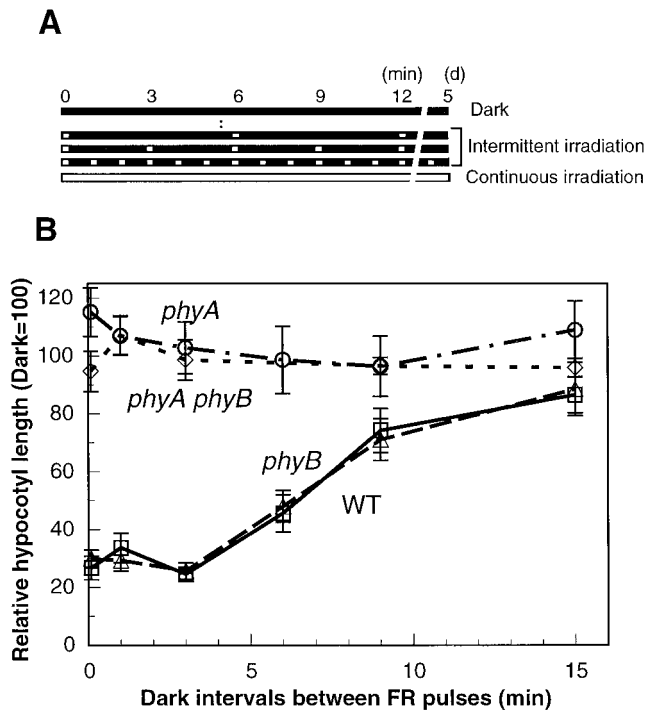 A
(min) (d)
0 3 6 9 12 5
Dark
:
Intermittent irradiation
Continuous irradiation
B
Relative hypocotyl length (Dark=100)
120
100
80
60
40
20
0
phyA
phyA phyB
phyB
WT
0 5 10 15
Dark intervals between FR pulses (min)